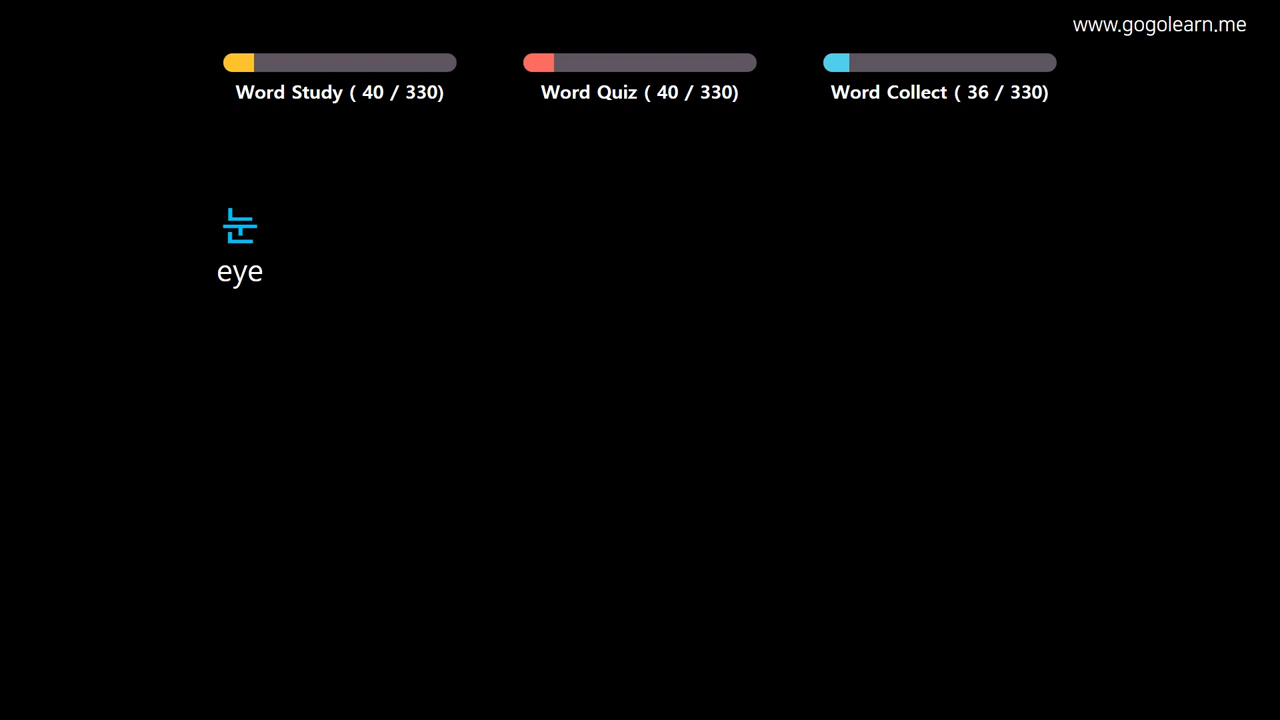 www.gogolearn.me
Word Study ( 40 / 330)
Word Quiz ( 40 / 330)
Word Collect ( 36 / 330)
눈
eye